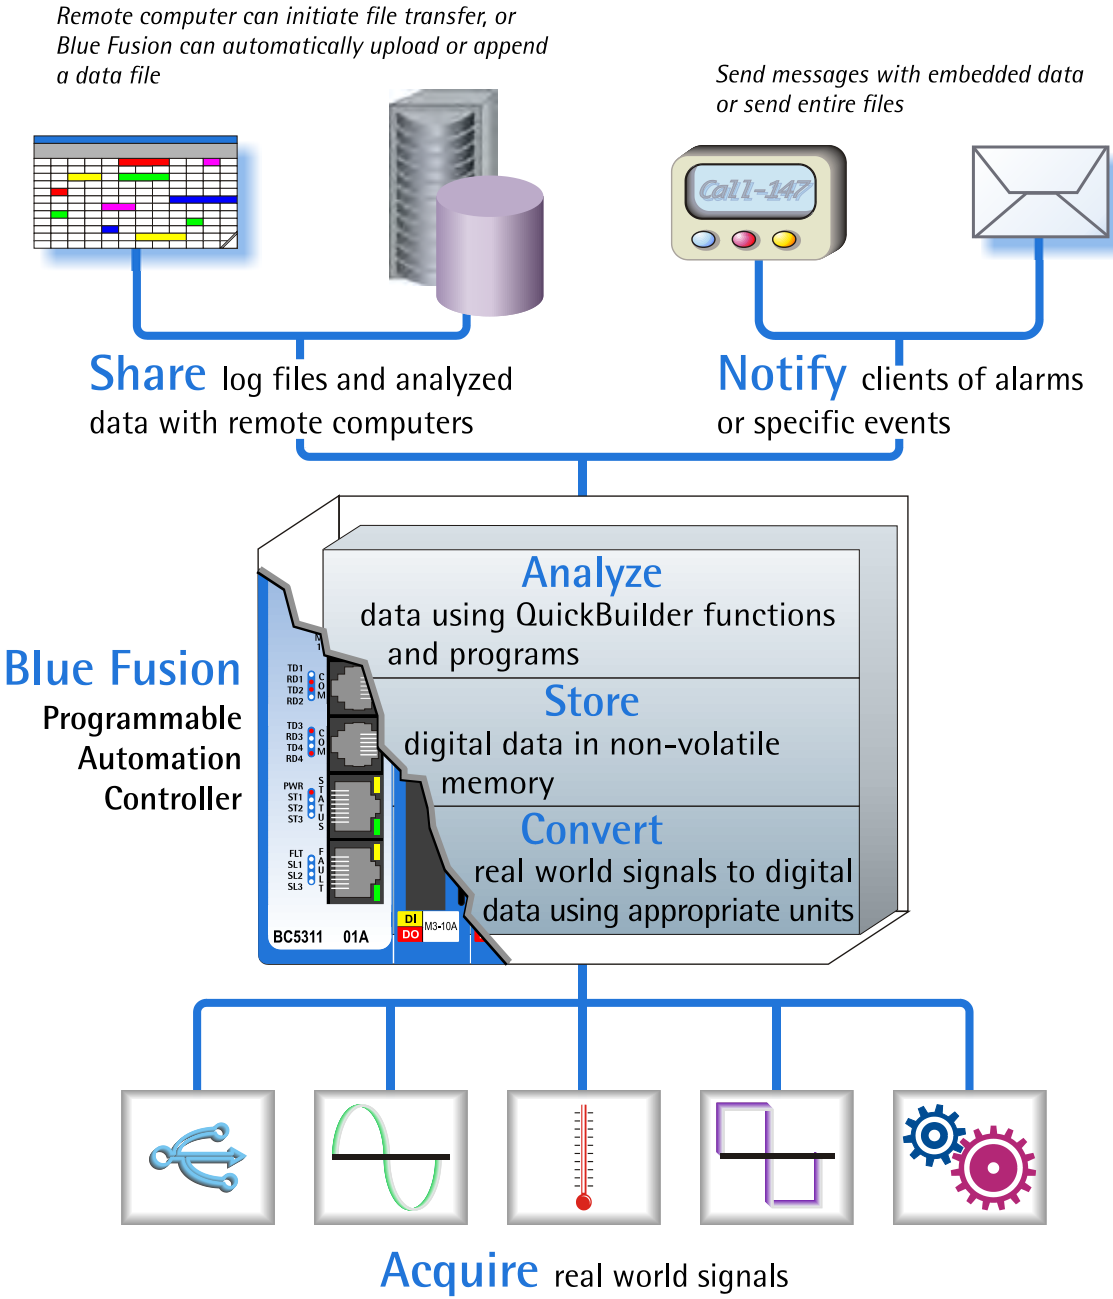 Remote computer can initiate file transfer, or
Blue Fusion can automatically upload or append
a data file
Send messages with embedded data
or send entire files
Call-147
Share log files and analyzed
data with remote computers
Notify clients of alarms
or specific events
Analyze
data using QuickBuilder functions
and programs
Store
digital data in non-volatile
memory
Convert
real world signals to digital
data using appropriate units
Blue Fusion
Programmable
Automation
Controller
TD1
RD1
TD2
RD2
COM
TD3
RD3
TD4
RD4
COM
PWR
ST1
ST2
ST3
STATUS
FLT
SL1
SL2
SL3
FAULT
BC5311 01A
DI
DO
M3-10A
Acquire real world signals